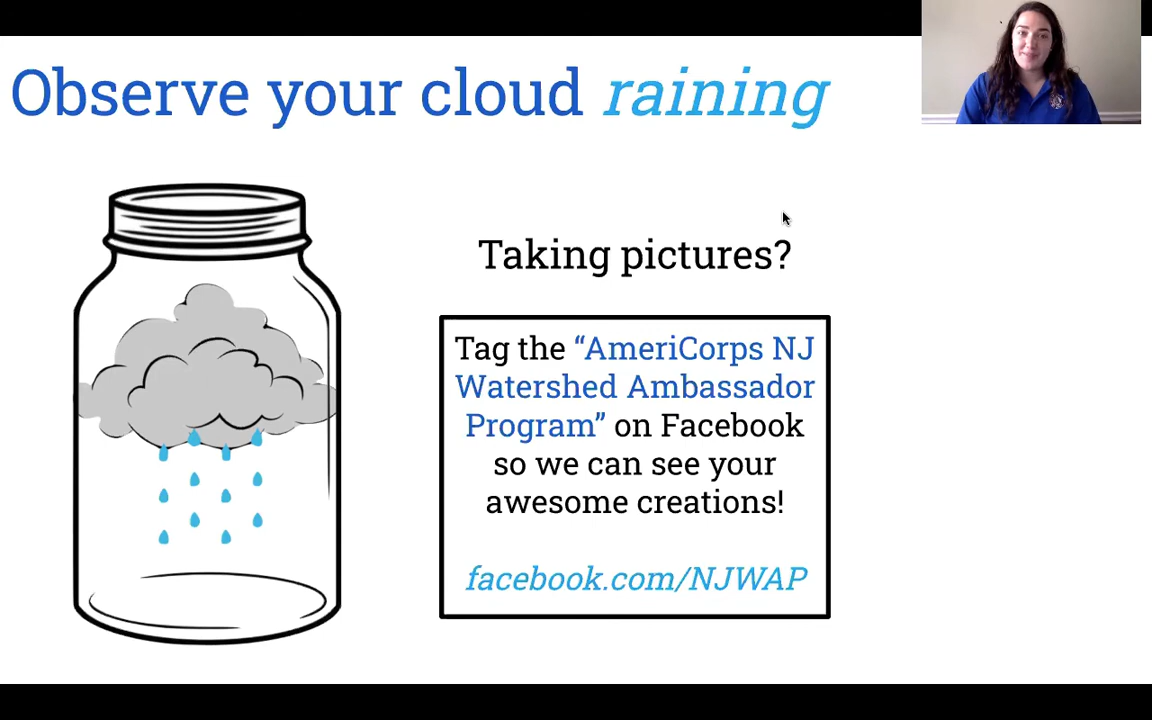 Observe your cloud raining
Taking pictures?
Tag the “AmeriCorps NJ
Watershed Ambassador
Program” on Facebook
so we can see your
awesome creations!
facebook.com/NJWAP